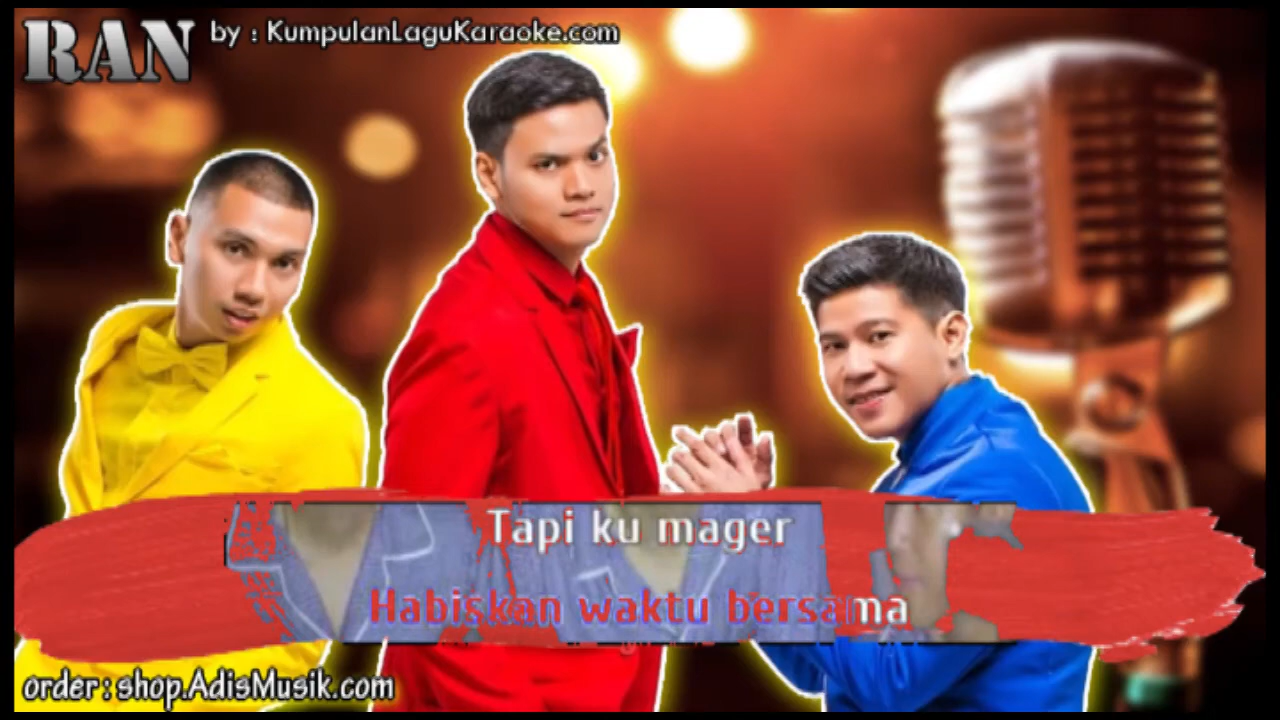 RAN
by : KumpulanLaguKaraoke.com
Tapi ku mager
Habiskan waktu bersama
order : shop.AdisMusik.com